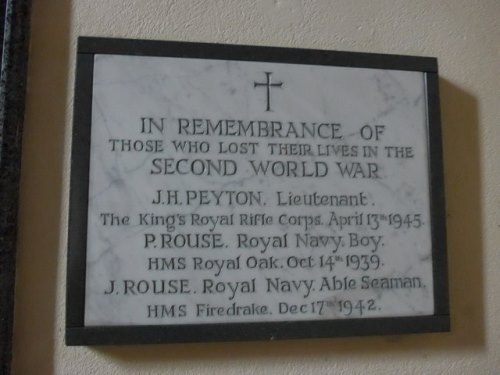 IN REMEMBRANCE OF
THOSE WHO LOST THEIR LIVES IN THE
SECOND WORLD WAR
J.H. PEYTON. Lieutenant.
The King's Royal Rifle Corps. April 13th 1945.
P. ROUSE. Royal Navy. Boy.
HMS Royal Oak. Oct 14th 1939.
J. ROUSE. Royal Navy. Able Seaman.
HMS Firedrake. Dec 17th 1942.